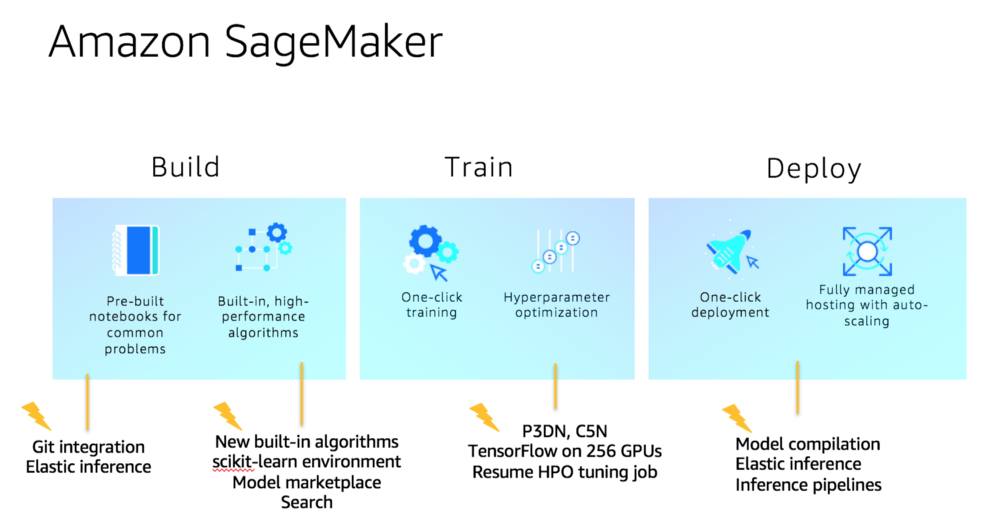 Amazon SageMaker
Build
Train
Deploy
Pre-built
notebooks for
common
problems
Built-in, high-
performance
algorithms
One-click
training
Hyperparameter
optimization
One-click
deployment
Fully managed
hosting with auto-
scaling
Git integration
Elastic inference
New built-in algorithms
scikit-learn environment
Model marketplace
Search
P3DN, C5N
TensorFlow on 256 GPUs
Resume HPO tuning job
Model compilation
Elastic inference
Inference pipelines